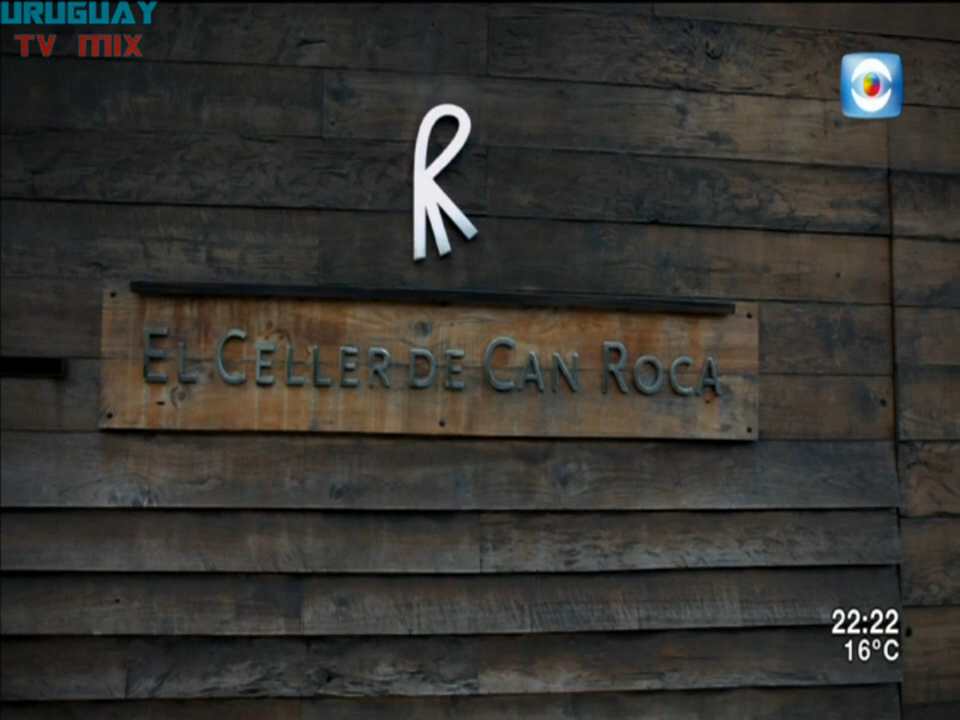 URUGUAY
TV MIX
R
EL CELLER DE CAN ROCA
22:22
16°C